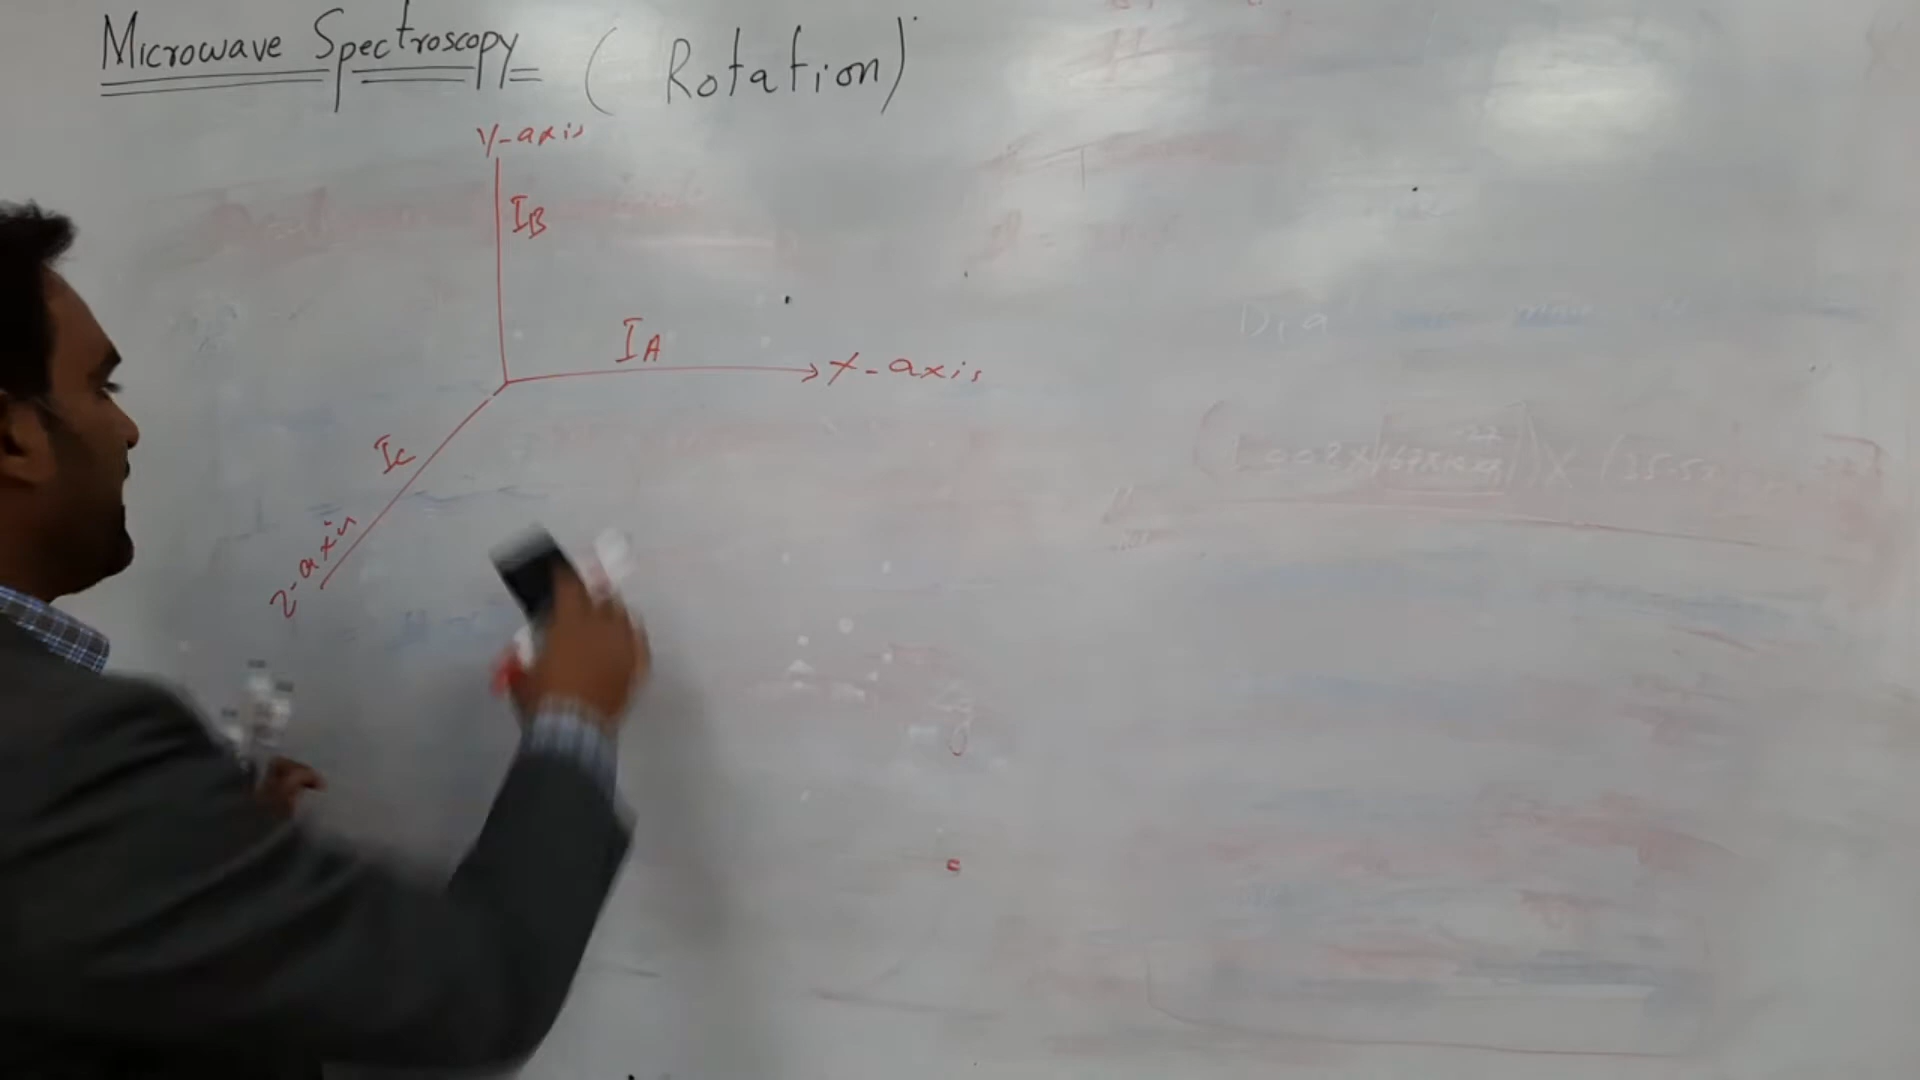 Microwave Spectroscopy (Rotation)
Y-axis
IB
IA
X-axis
Ic
Z-axis